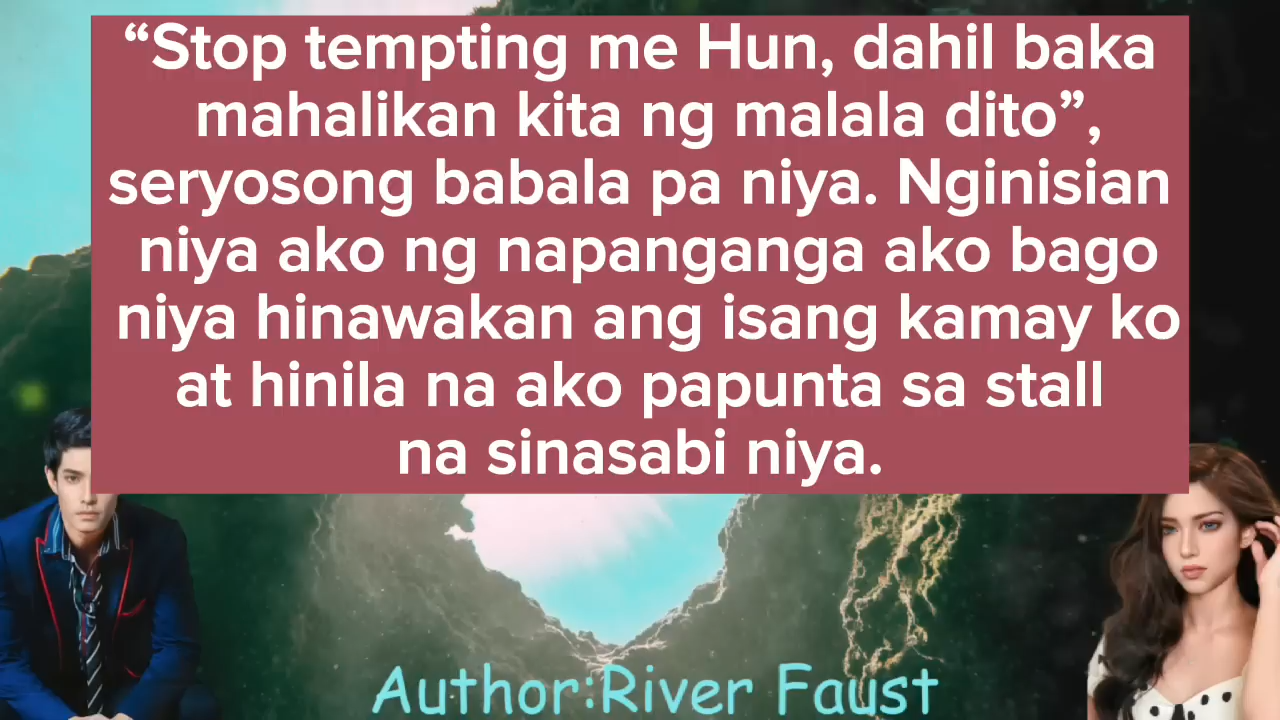 “Stop tempting me Hun, dahil baka
mahalikan kita ng malala dito”,
seryosong babala pa niya. Nginisian
niya ako ng napanganga ako bago
niya hinawakan ang isang kamay ko
at hinila na ako papunta sa stall
na sinasabi niya.
Author:River Faust